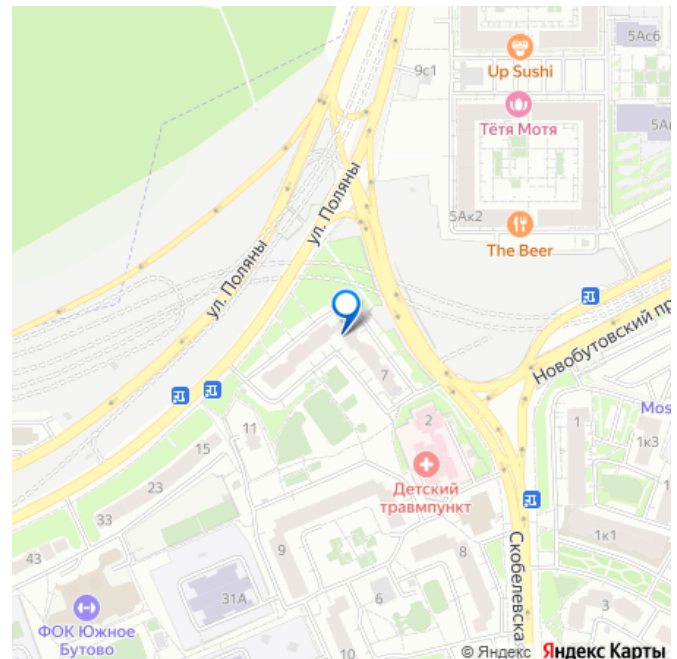 5Ас6
Up Sushi
9с1
Тётя Мотя
ул. Поляны
5Ак2
The Beer
ул. Поляны
Новобутовский пр
7
2
1
Mos
1к3
11
15
Детский
травмпункт
23
33
43
9
8
1к1
Скобелевская
31А
6
3
ФОК Южное
Бутово
10
© Яндекс Яндекс Карты